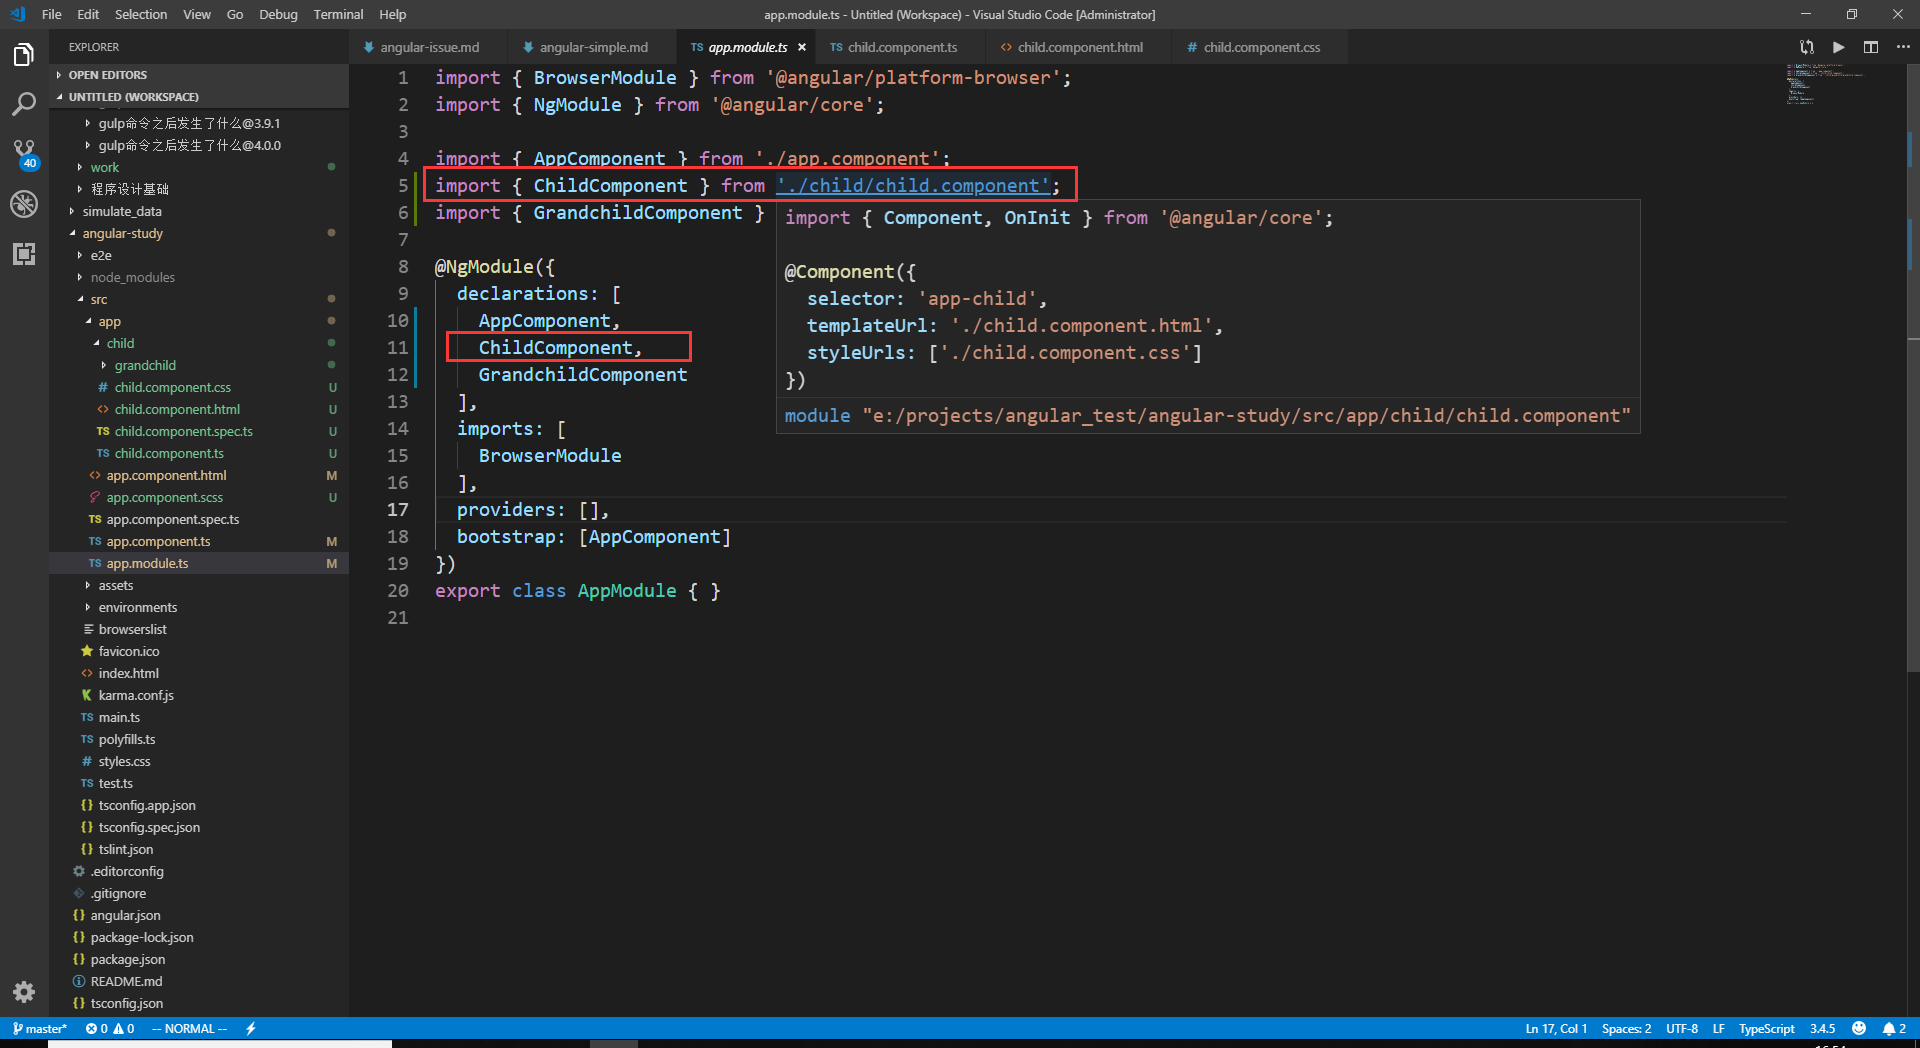 File Edit Selection View Go Debug Terminal Help
app.module.ts - Untitled (Workspace) - Visual Studio Code [Administrator]
EXPLORER
OPEN EDITORS
UNTITLED (WORKSPACE)
gulp命令之后发生了什么@3.9.1
gulp命令之后发生了什么@4.0.0
40
work
程序设计基础
simulate_data
angular-study
e2e
node_modules
src
app
child
grandchild
# child.component.css U
<> child.component.html U
TS child.component.spec.ts U
TS child.component.ts U
<> app.component.html M
app.component.scss U
TS app.component.spec.ts
TS app.component.ts M
TS app.module.ts M
assets
environments
browserslist
favicon.ico
<> index.html
K karma.conf.js
TS main.ts
TS polyfills.ts
# styles.css
TS test.ts
{} tsconfig.app.json
{} tsconfig.spec.json
{} tslint.json
.editorconfig
.gitignore
{} angular.json
{} package-lock.json
{} package.json
README.md
{} tsconfig.json
angular-issue.md
angular-simple.md
TS app.module.ts ×
TS child.component.ts
<> child.component.html
# child.component.css
1 import { BrowserModule } from '@angular/platform-browser';
2 import { NgModule } from '@angular/core';
3
4 import { AppComponent } from './app.component';
5 import { ChildComponent } from './child/child.component';
6 import { GrandchildComponent }
7
8 @NgModule({
9 declarations: [
10 AppComponent,
11 ChildComponent,
12 GrandchildComponent
13 ],
14 imports: [
15 BrowserModule
16 ],
17 providers: [],
18 bootstrap: [AppComponent]
19 })
20 export class AppModule { }
21
import { Component, OnInit } from '@angular/core';
@Component({
selector: 'app-child',
templateUrl: './child.component.html',
styleUrls: ['./child.component.css']
})
module "e:/projects/angular_test/angular-study/src/app/child/child.component"
master* 0 0 -- NORMAL --
Ln 17, Col 1 Spaces: 2 UTF-8 LF TypeScript 3.4.5 2